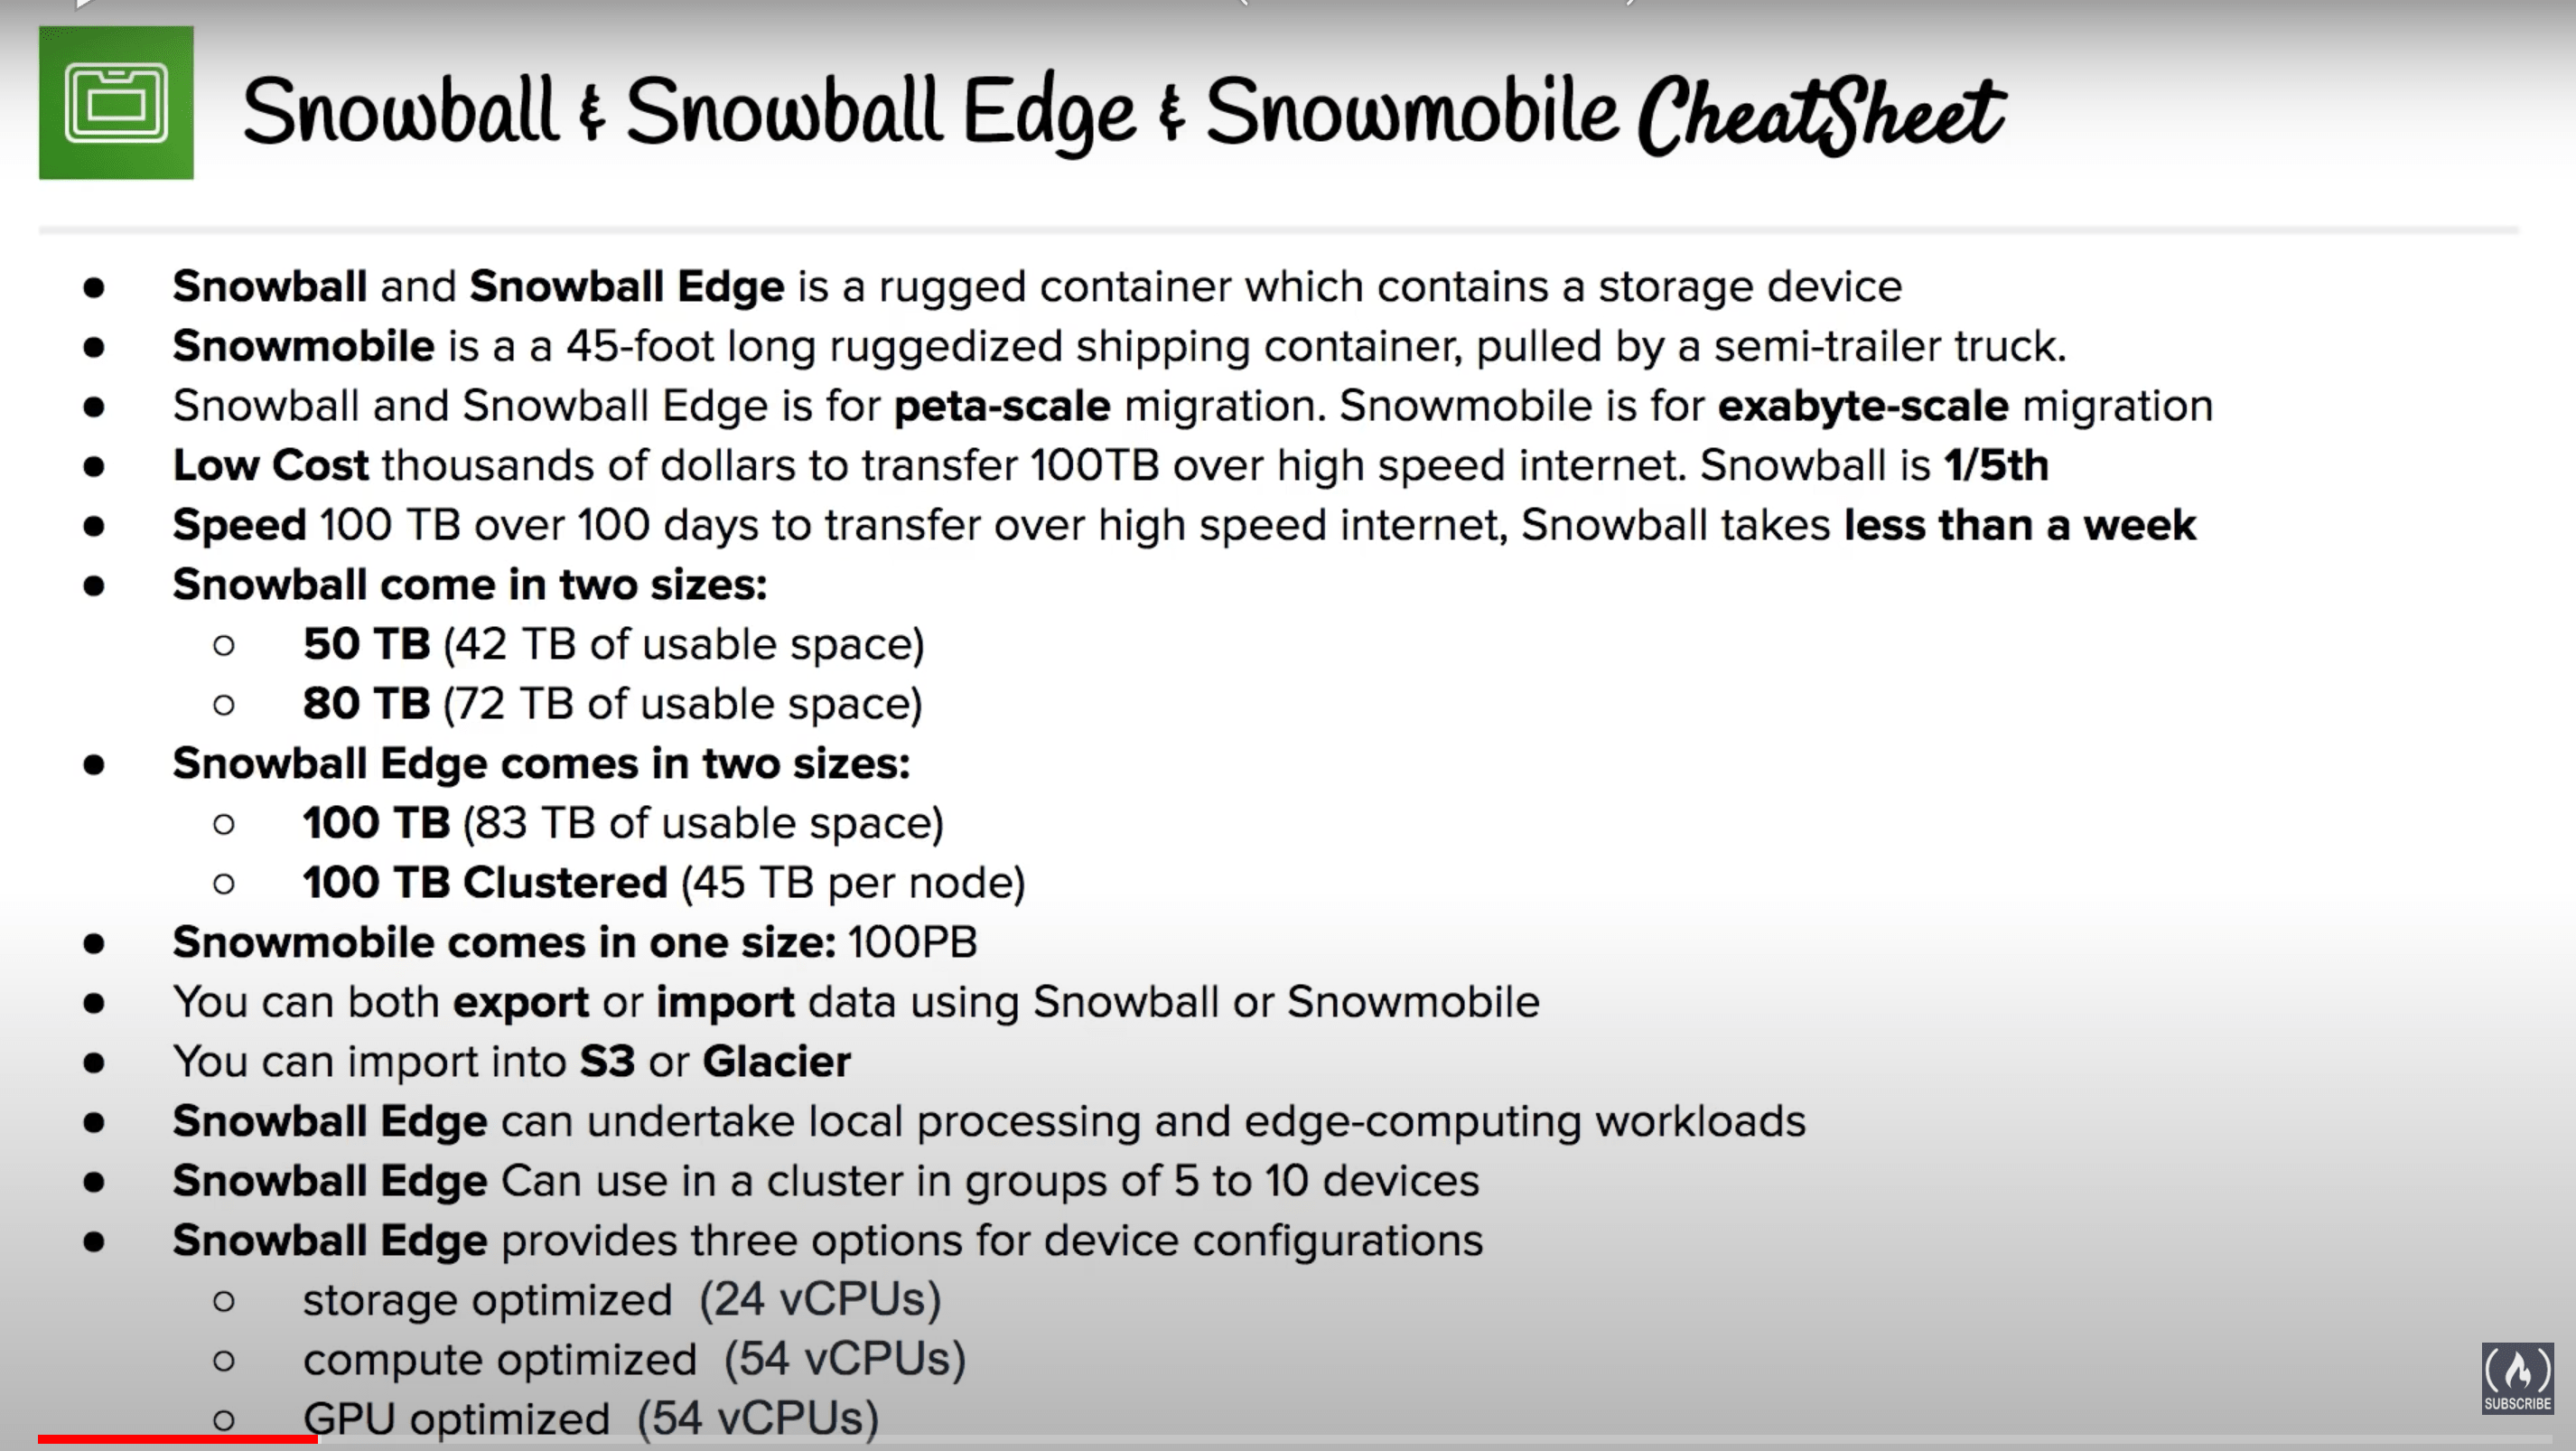 Snowball & Snowball Edge & Snowmobile CheatSheet
● Snowball and Snowball Edge is a rugged container which contains a storage device
● Snowmobile is a a 45-foot long ruggedized shipping container, pulled by a semi-trailer truck.
● Snowball and Snowball Edge is for peta-scale migration. Snowmobile is for exabyte-scale migration
● Low Cost thousands of dollars to transfer 100TB over high speed internet. Snowball is 1/5th
● Speed 100 TB over 100 days to transfer over high speed internet, Snowball takes less than a week
● Snowball come in two sizes:
○ 50 TB (42 TB of usable space)
○ 80 TB (72 TB of usable space)
● Snowball Edge comes in two sizes:
○ 100 TB (83 TB of usable space)
○ 100 TB Clustered (45 TB per node)
● Snowmobile comes in one size: 100PB
● You can both export or import data using Snowball or Snowmobile
● You can import into S3 or Glacier
● Snowball Edge can undertake local processing and edge-computing workloads
● Snowball Edge Can use in a cluster in groups of 5 to 10 devices
● Snowball Edge provides three options for device configurations
○ storage optimized (24 vCPUs)
○ compute optimized (54 vCPUs)
○ GPU optimized (54 vCPUs)
SUBSCRIBE